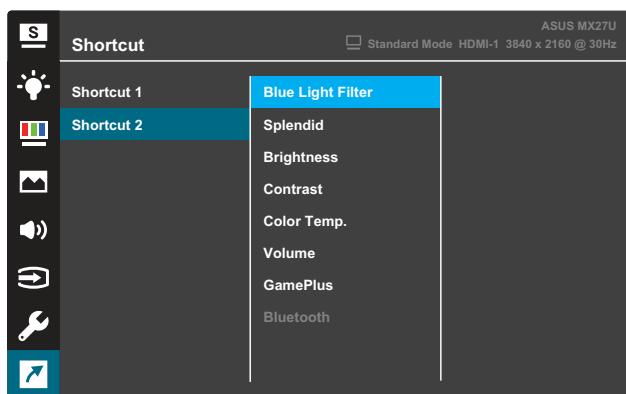 S
ASUS MX27U
Shortcut
Standard Mode HDMI-1 3840 x 2160 @ 30Hz
Shortcut 1
Shortcut 2
Blue Light Filter
Splendid
Brightness
Contrast
Color Temp.
Volume
GamePlus
Bluetooth